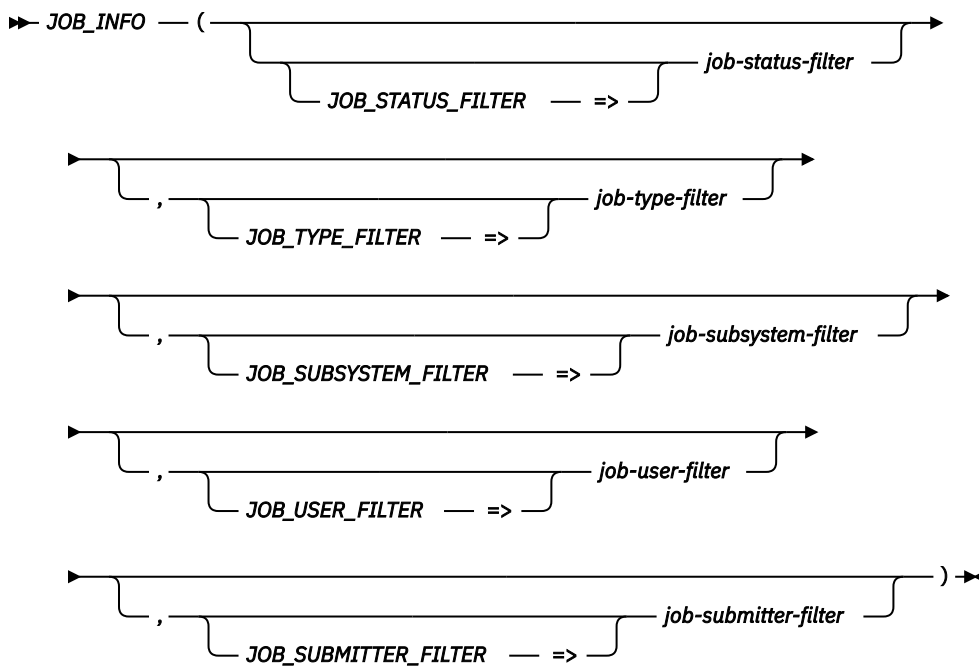 JOB_INFO (
job-status-filter
JOB_STATUS_FILTER =>
, job-type-filter
JOB_TYPE_FILTER =>
, job-subsystem-filter
JOB_SUBSYSTEM_FILTER =>
, job-user-filter
JOB_USER_FILTER =>
)
, job-submitter-filter
JOB_SUBMITTER_FILTER =>